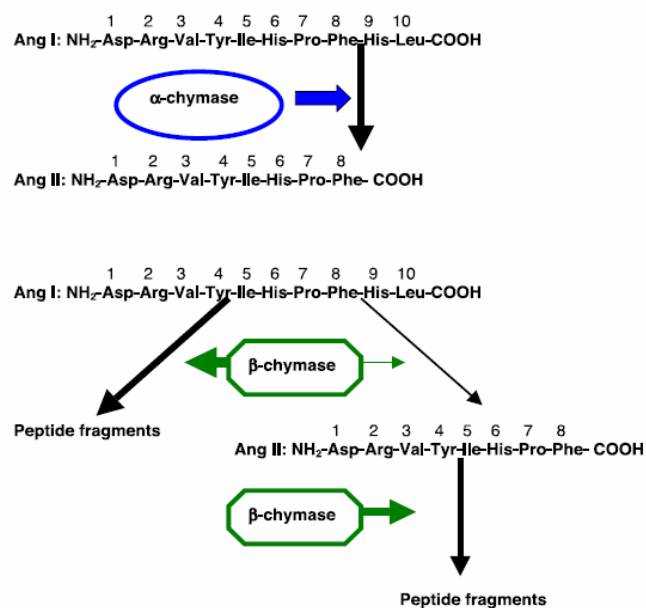 1 2 3 4 5 6 7 8 9 10
Ang I: NH₂-Asp-Arg-Val-Tyr-Ile-His-Pro-Phe-His-Leu-COOH
α-chymase
1 2 3 4 5 6 7 8
Ang II: NH₂-Asp-Arg-Val-Tyr-Ile-His-Pro-Phe- COOH
1 2 3 4 5 6 7 8 9 10
Ang I: NH₂-Asp-Arg-Val-Tyr-Ile-His-Pro-Phe-His-Leu-COOH
β-chymase
Peptide fragments
1 2 3 4 5 6 7 8
Ang II: NH₂-Asp-Arg-Val-Tyr-Ile-His-Pro-Phe- COOH
β-chymase
Peptide fragments